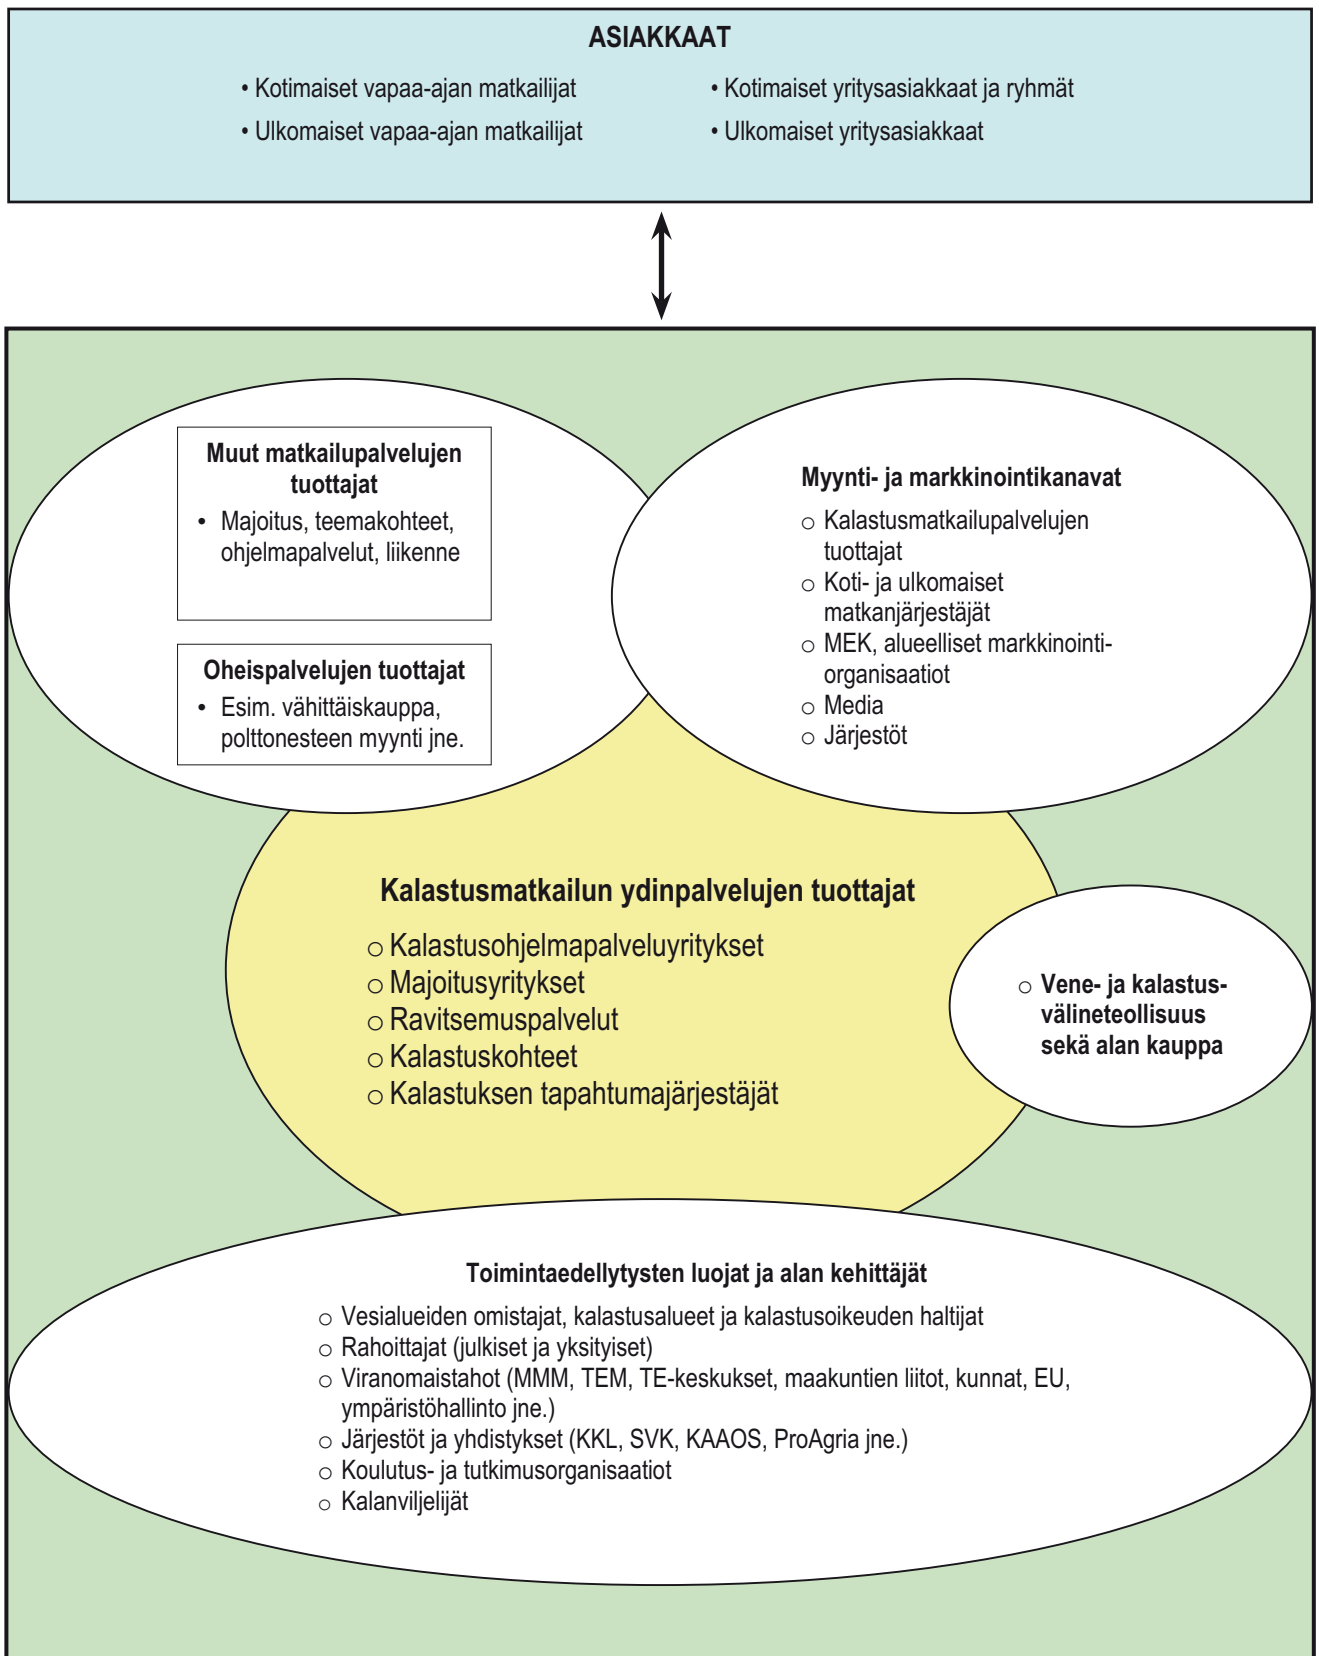 ASIAKKAAT
• Kotimaiset vapaa-ajan matkailijat
• Ulkomaiset vapaa-ajan matkailijat
• Kotimaiset yritysasiakkaat ja ryhmät
• Ulkomaiset yritysasiakkaat
Muut matkailupalvelujen
tuottajat
• Majoitus, teemakohteet,
ohjelmapalvelut, liikenne
Oheispalvelujen tuottajat
• Esim. vähittäiskauppa,
polttonesteen myynti jne.
Myynti- ja markkinointikanavat
○ Kalastusmatkailupalvelujen
tuottajat
○ Koti- ja ulkomaiset
matkanjärjestäjät
○ MEK, alueelliset markkinointi-
organisaatiot
○ Media
○ Järjestöt
Kalastusmatkailun ydinpalvelujen tuottajat
○ Kalastusohjelmapalveluyritykset
○ Majoitusyritykset
○ Ravitsemuspalvelut
○ Kalastuskohteet
○ Kalastuksen tapahtumajärjestäjät
○ Vene- ja kalastus-
välineteollisuus
sekä alan kauppa
Toimintaedellytysten luojat ja alan kehittäjät
○ Vesialueiden omistajat, kalastusalueet ja kalastusoikeuden haltijat
○ Rahoittajat (julkiset ja yksityiset)
○ Viranomaistahot (MMM, TEM, TE-keskukset, maakuntien liitot, kunnat, EU,
ympäristöhallinto jne.)
○ Järjestöt ja yhdistykset (KKL, SVK, KAAOS, ProAgria jne.)
○ Koulutus- ja tutkimusorganisaatiot
○ Kalanviljelijät